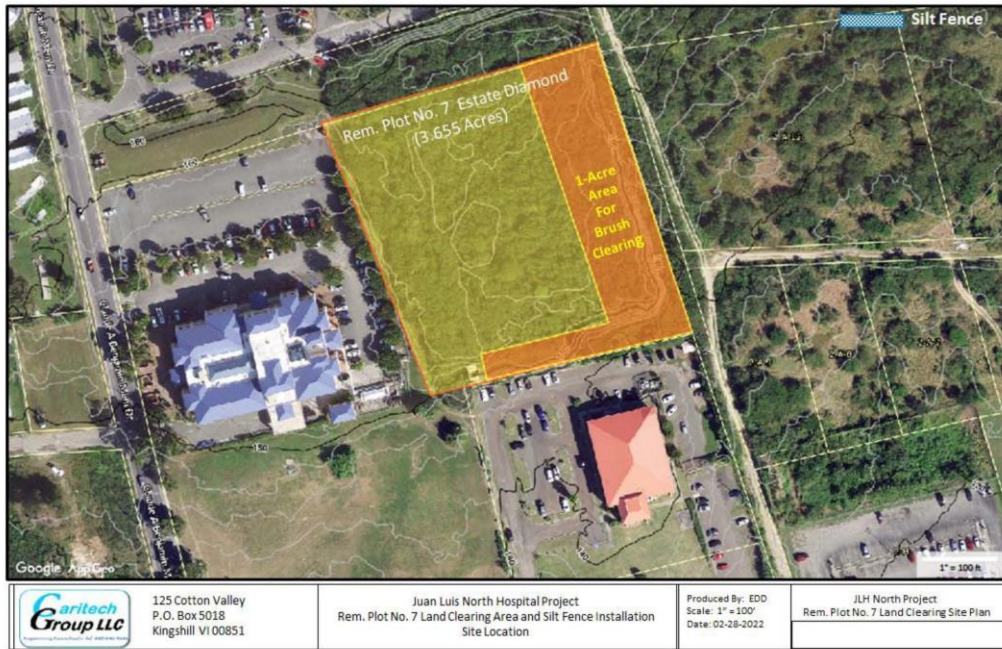 Silt Fence
Rem. Plot No. 7 Estate Diamond
(3.655 Acres)
1-Acre
Area
For
Brush
Clearing
160
150
Google AppGeo
1" = 100 ft
Caritech
Group LLC
125 Cotton Valley
P.O. Box 5018
Kingshill VI 00851
Juan Luis North Hospital Project
Rem. Plot No. 7 Land Clearing Area and Silt Fence Installation
Site Location
Produced By: EDD
Scale: 1" =100'
Date: 02-28-2022
JLH North Project
Rem. Plot No. 7 Land Clearing Site Plan